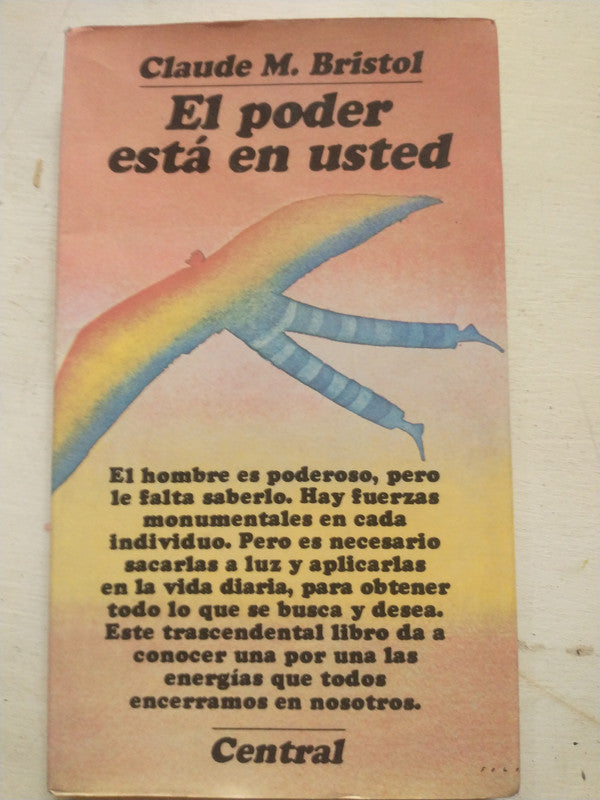 Claude M. Bristol
El poder
está en usted
El hombre es poderoso, pero
le falta saberlo. Hay fuerzas
monumentales en cada
individuo. Pero es necesario
sacarlas a luz y aplicarlas
en la vida diaria, para obtener
todo lo que se busca y desea.
Este trascendental libro da a
conocer una por una las
energías que todos
encerramos en nosotros.
Central